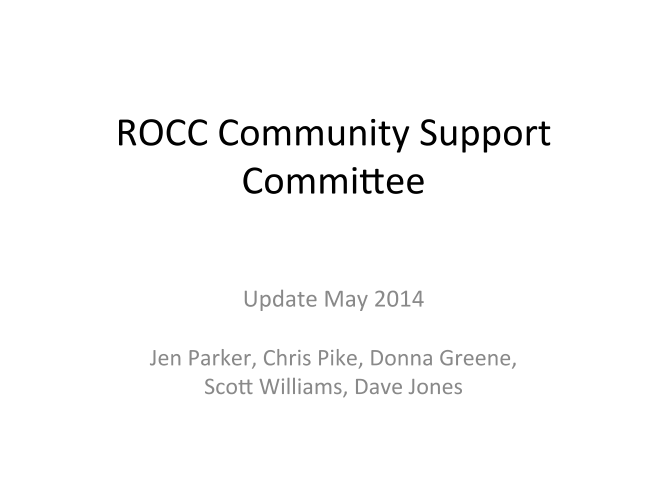 ROCC Community Support
Committee
Update May 2014
Jen Parker, Chris Pike, Donna Greene,
Scott Williams, Dave Jones